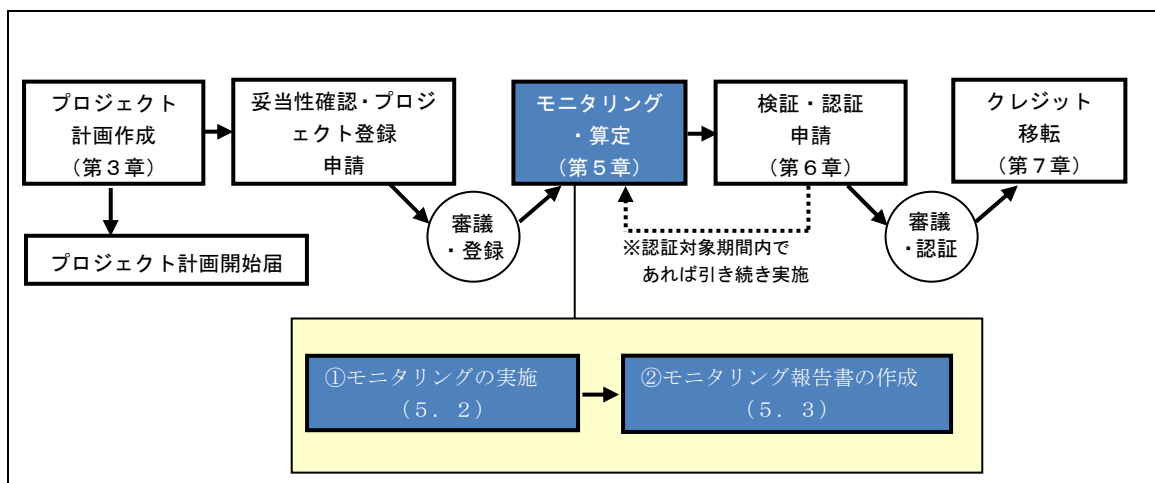 プロジェクト
計画作成
（第３章）
妥当性確認・プロジ
ェクト登録
申請
モニタリング
・算定
（第５章）
検証・認証
申請
（第６章）
クレジット
移転
（第７章）
審議
・登録
審議
・認証
プロジェクト計画開始届
※認証対象期間内で
あれば引き続き実施
①モニタリングの実施
（５．２）
②モニタリング報告書の作成
（５．３）